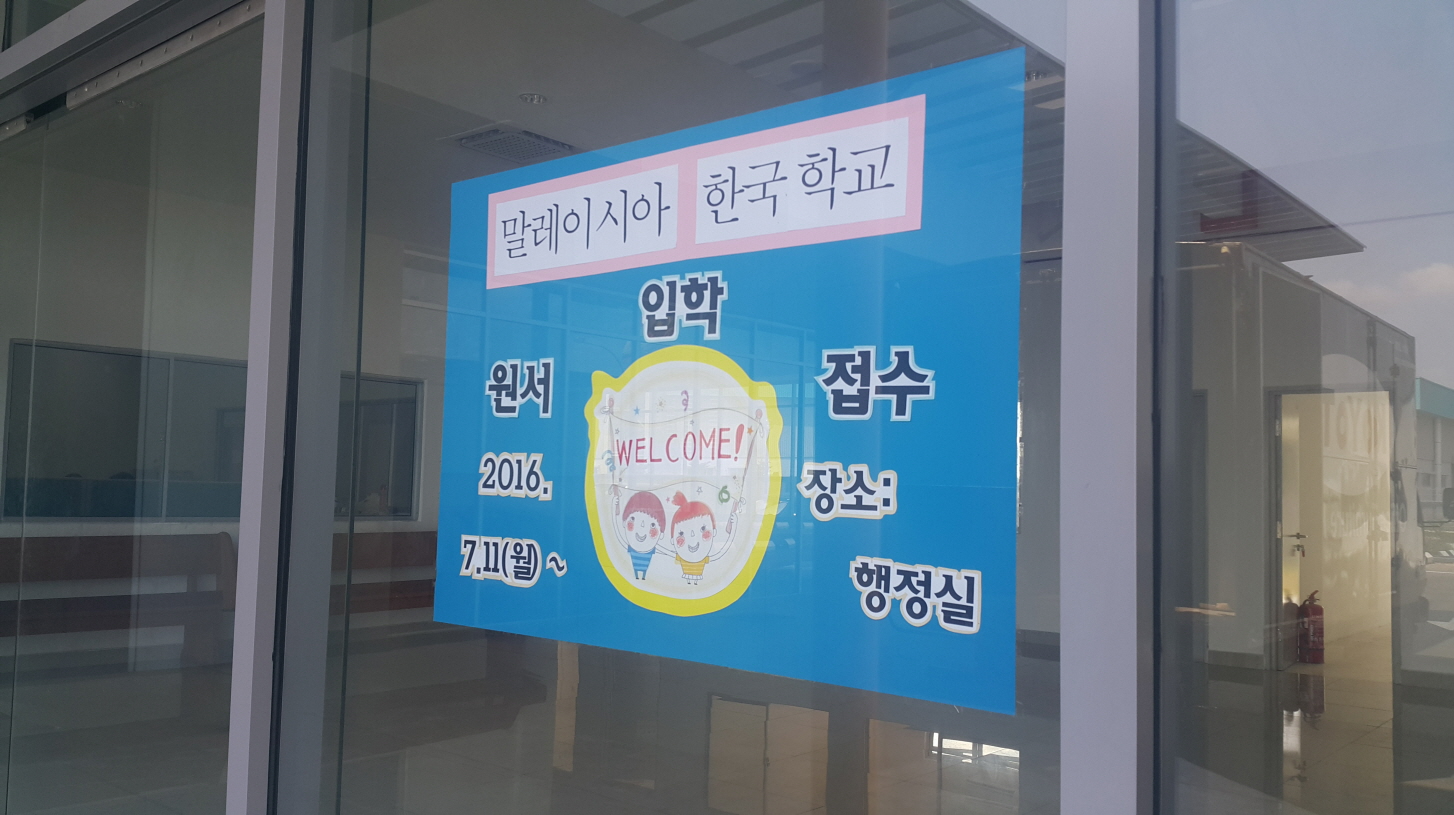 말레이시아 한국 학교
입학
원서 접수
WELCOME!
2016. 장소:
7.11(월) ~ 행정실